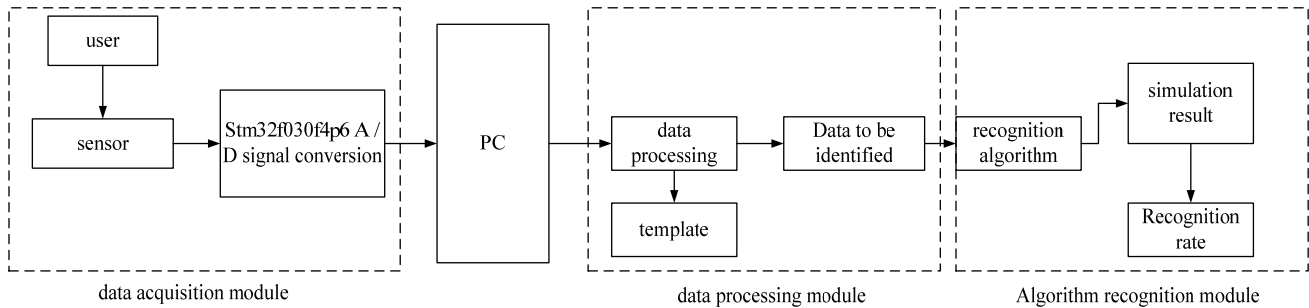 user
sensor
Stm32f030f4p6 A /
D signal conversion
PC
data
processing
template
Data to be
identified
recognition
algorithm
simulation
result
Recognition
rate
data acquisition module
data processing module
Algorithm recognition module